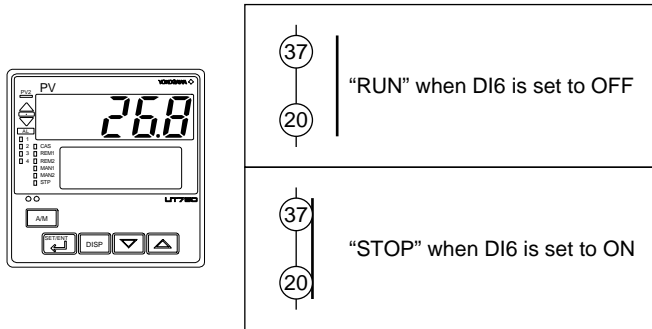 PV
YOKOGAWA
PV2
26.8
AL
1
2 CAS
3 REM1
4 REM2
MAN1
MAN2
STP
UT750
A/M
SET/ENT
DISP
37
“RUN” when DI6 is set to OFF
20
37
“STOP” when DI6 is set to ON
20